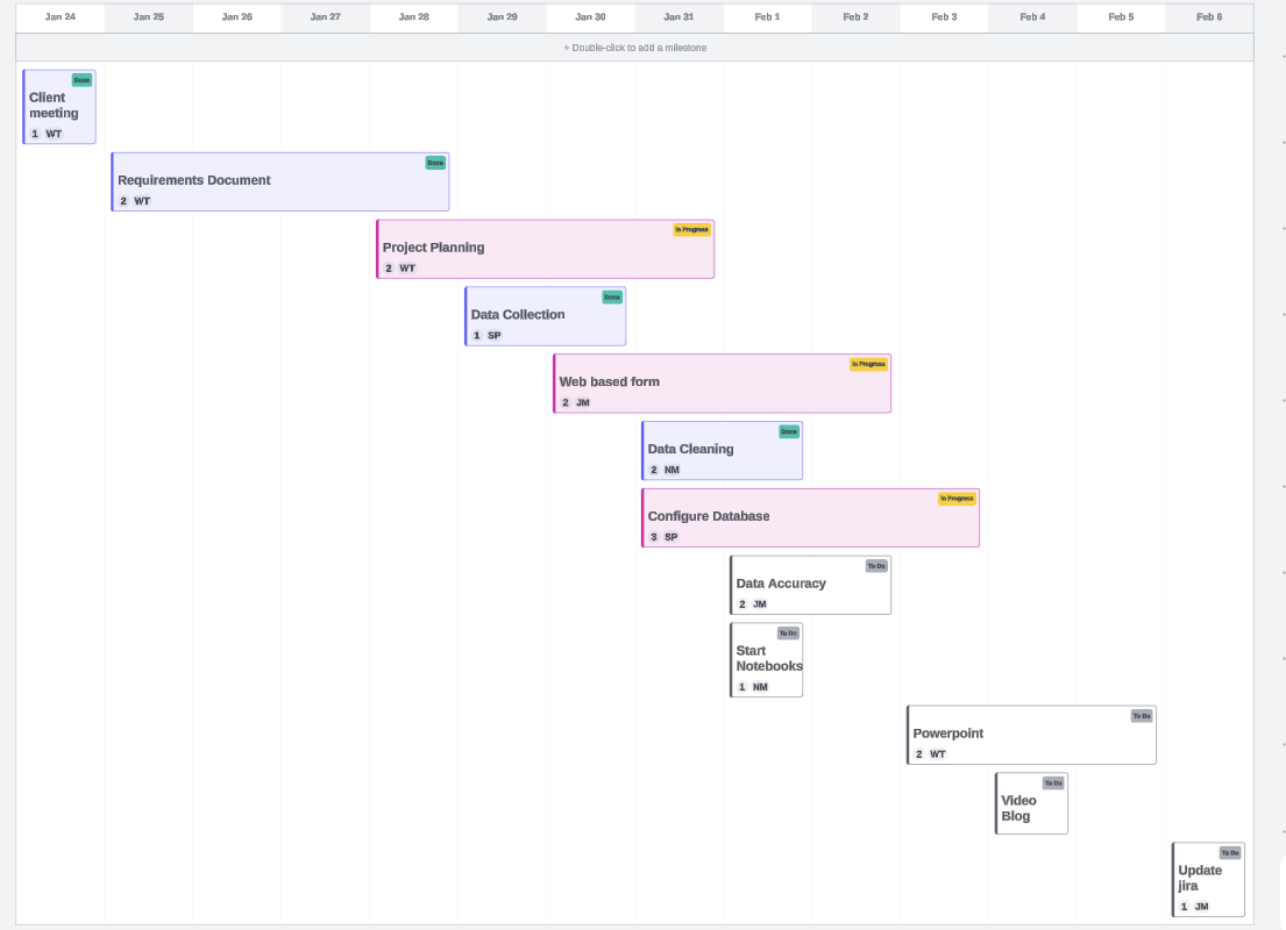 Jan 24 Jan 25 Jan 26 Jan 27 Jan 28 Jan 29 Jan 30 Jan 31 Feb 1 Feb 2 Feb 3 Feb 4 Feb 5 Feb 6
+ Double-click to add a milestone
Done
Client
meeting
1 WT
Done
Requirements Document
2 WT
In Progress
Project Planning
2 WT
Done
Data Collection
1 SP
In Progress
Web based form
2 JM
Done
Data Cleaning
2 NM
In Progress
Configure Database
3 SP
To Do
Data Accuracy
2 JM
To Do
Start
Notebooks
1 NM
To Do
Powerpoint
2 WT
To Do
Video
Blog
To Do
Update
jira
1 JM